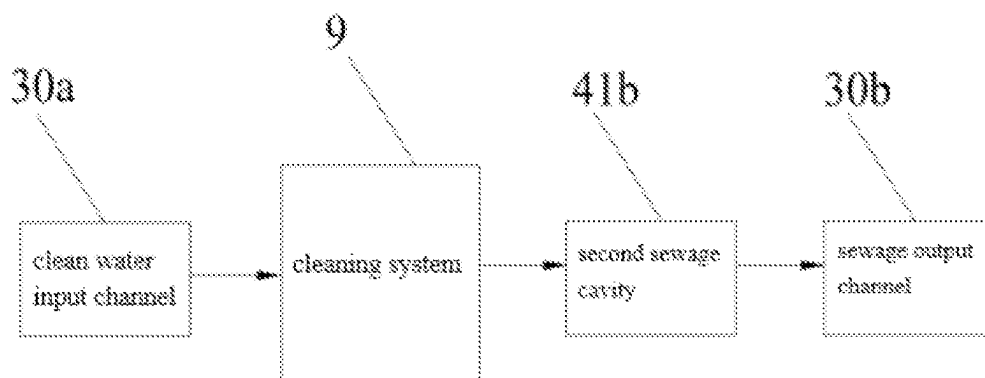 9
30a
41b
30b
clean water
input channel
cleaning system
second sewage
cavity
sewage output
channel